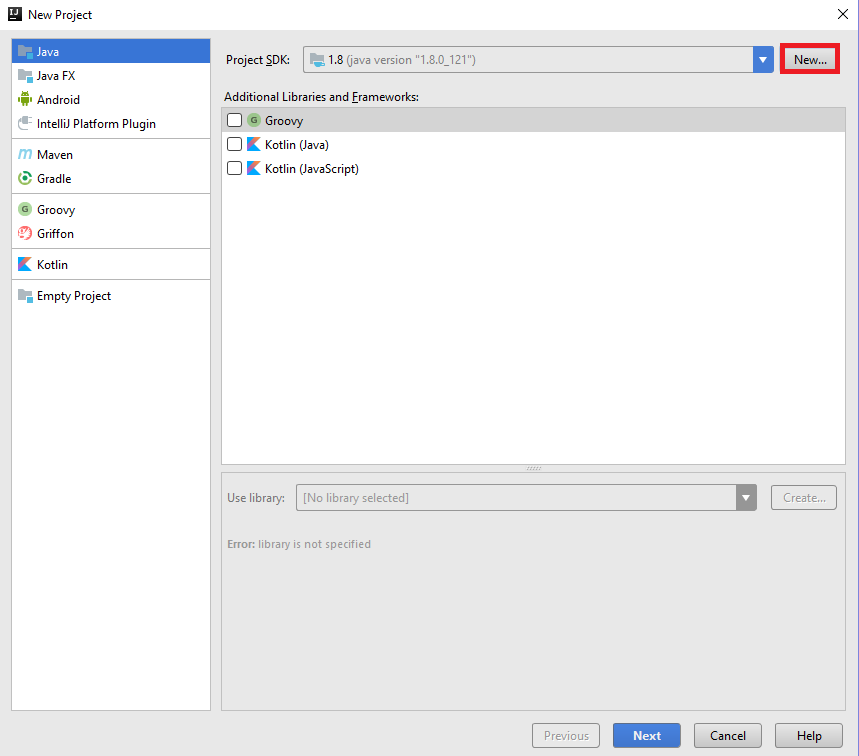 New Project
Java
Java FX
Android
IntelliJ Platform Plugin
Maven
Gradle
Groovy
Griffon
Kotlin
Empty Project
Project SDK: 1.8 (java version "1.8.0_121") New...
Additional Libraries and Frameworks:
Groovy
Kotlin (Java)
Kotlin (JavaScript)
Use library: [No library selected] Create...
Error: library is not specified
Previous Next Cancel Help